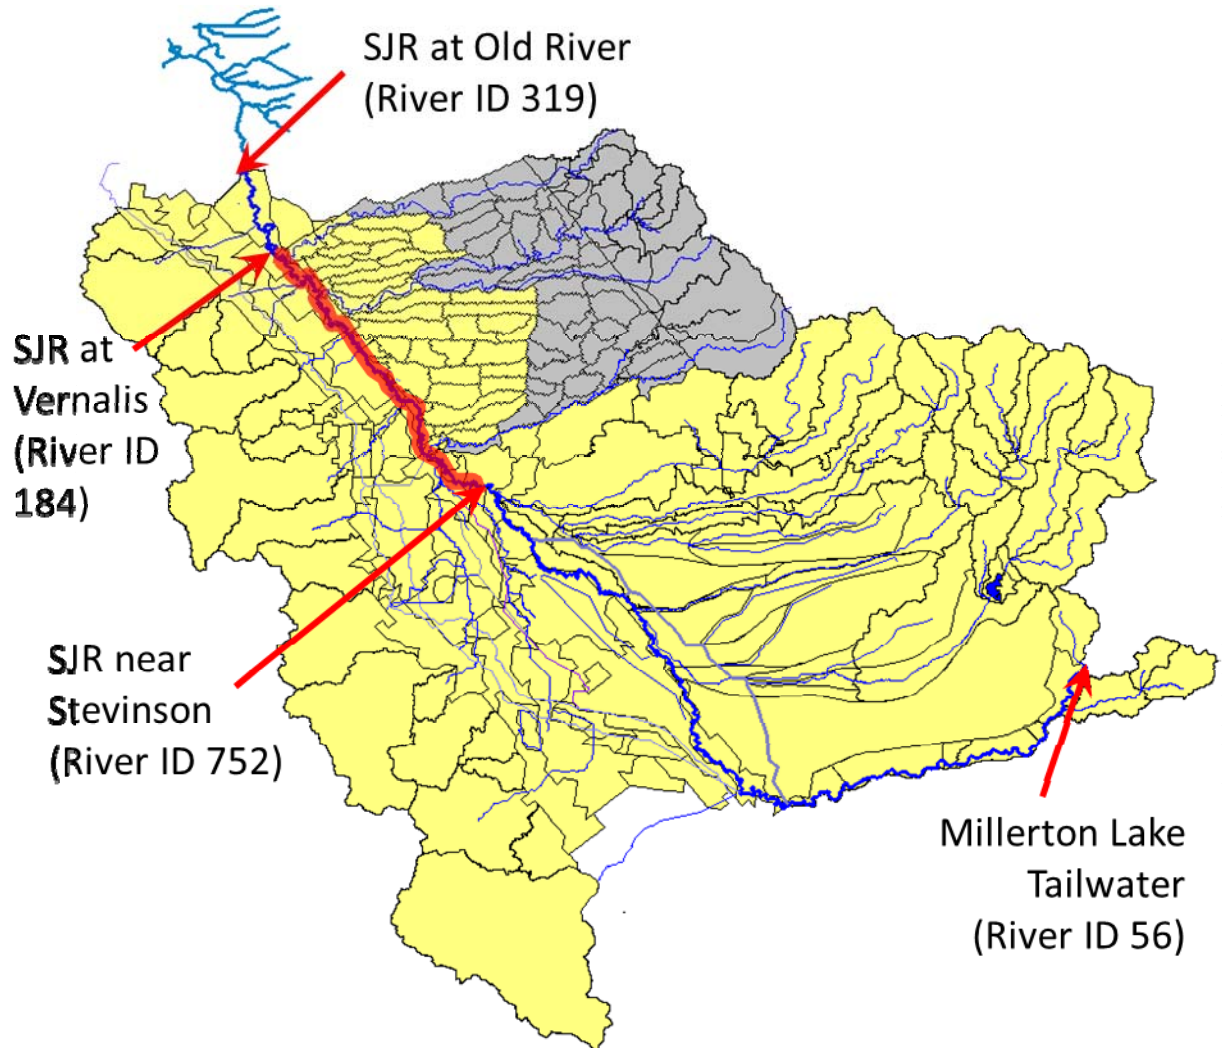 SJR at Old River
(River ID 319)
SJR at
Vernalis
(River ID
184)
SJR near
Stevinson
(River ID 752)
Millerton Lake
Tailwater
(River ID 56)